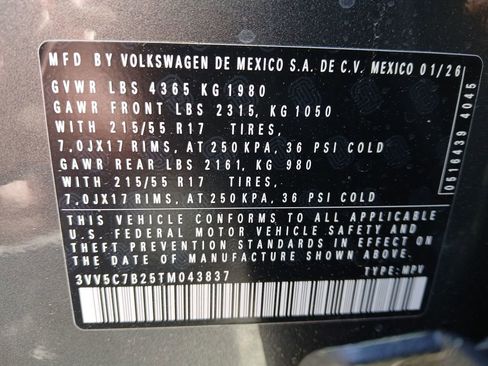 MFD BY VOLKSWAGEN DE MEXICO S.A. DE C.V. MEXICO 01/26
GVWR LBS 4365 KG 1980
GAWR FRONT LBS 2315, KG 1050
WITH 215/55 R17 TIRES,
7,0JX17 RIMS, AT 250 KPA, 36 PSI COLD
GAWR REAR LBS 2161, KG 980
WITH 215/55 R17 TIRES,
7,0JX17 RIMS, AT 250 KPA, 36 PSI COLD
THIS VEHICLE CONFORMS TO ALL APPLICABLE
U.S. FEDERAL MOTOR VEHICLE SAFETY AND
THEFT PREVENTION STANDARDS IN EFFECT ON
THE DATE OF MANUFACTURE SHOWN ABOVE.
3VV5C7B25TM043837
TYPE: MPV
0516439 4045